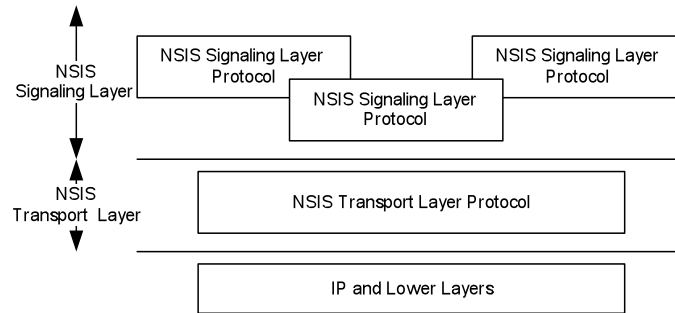 NSIS Signaling Layer
Protocol
NSIS Signaling Layer
Protocol
NSIS
Signaling Layer
NSIS Signaling Layer
Protocol
NSIS
Transport Layer
NSIS Transport Layer Protocol
IP and Lower Layers